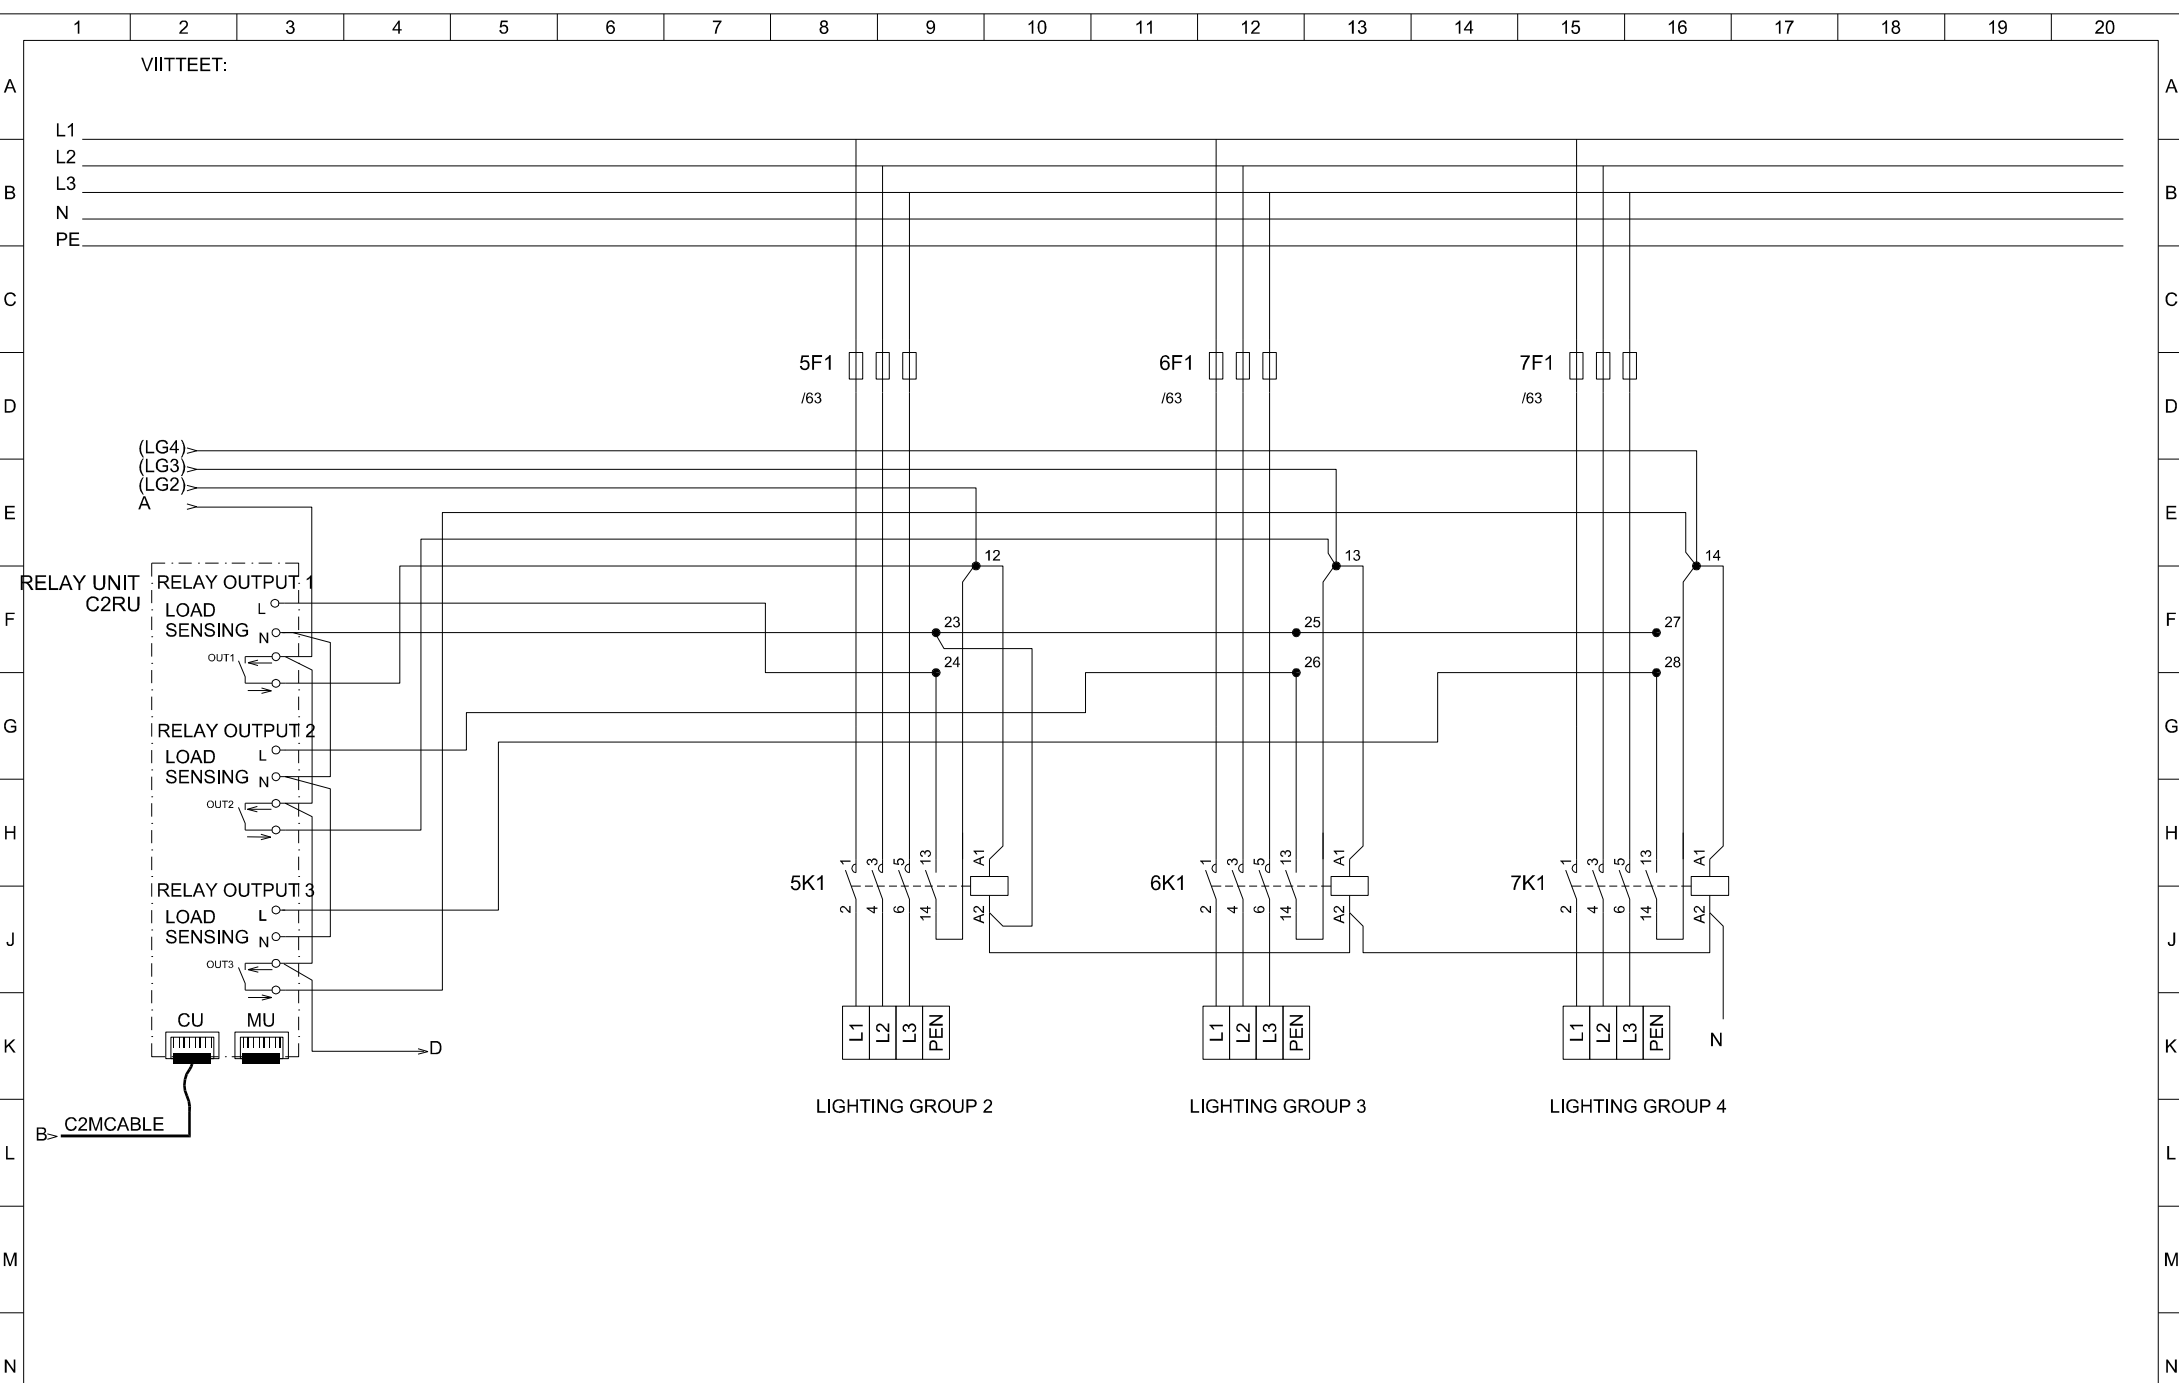 1 2 3 4 5 6 7 8 9 10 11 12 13 14 15 16 17 18 19 20
VIITTEET:
A A
L1
L2
B L3 B
N
PE
C C
5F1 6F1 7F1
/63 /63 /63
D D
(LG4)
(LG3)
(LG2)
A
E E
12 13 14
RELAY UNIT
C2RU
RELAY OUTPUT 1
LOAD
SENSING
L
N
OUT1
F F
23 25 27
24 26 28
G G
RELAY OUTPUT 2
LOAD
SENSING
L
N
OUT2
H H
1 3 5 13 A1
5K1
2 4 6 14 A2
1 3 5 13 A1
6K1
2 4 6 14 A2
1 3 5 13 A1
7K1
2 4 6 14 A2
RELAY OUTPUT 3
LOAD
SENSING
L
N
OUT3
J J
CU MU
K K
D
L1 L2 L3 PEN
L1 L2 L3 PEN
L1 L2 L3 PEN
N
LIGHTING GROUP 2 LIGHTING GROUP 3 LIGHTING GROUP 4
B C2MCABLE
L L
M M
N N